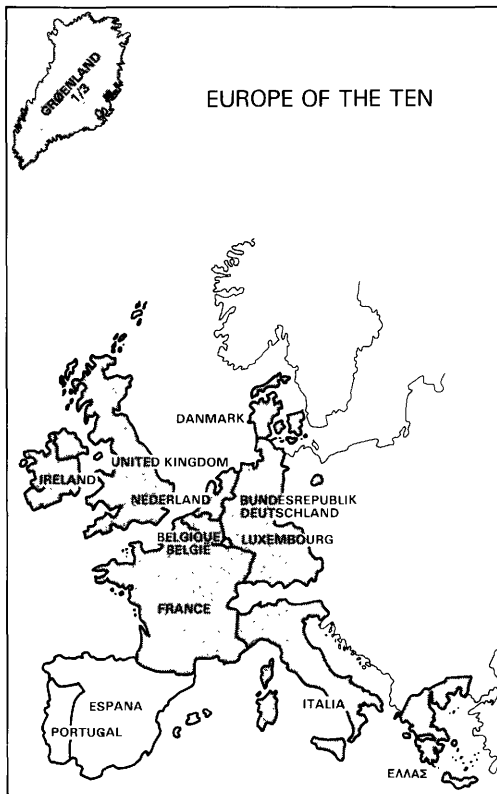 GRØENLAND
1/3
EUROPE OF THE TEN
DANMARK
UNITED KINGDOM
IRELAND
NEDERLAND
BUNDESREPUBLIK
DEUTSCHLAND
BELGIQUE
BELGIË
LUXEMBOURG
FRANCE
ESPANA
PORTUGAL
ITALIA
ΕΛΛΑΣ